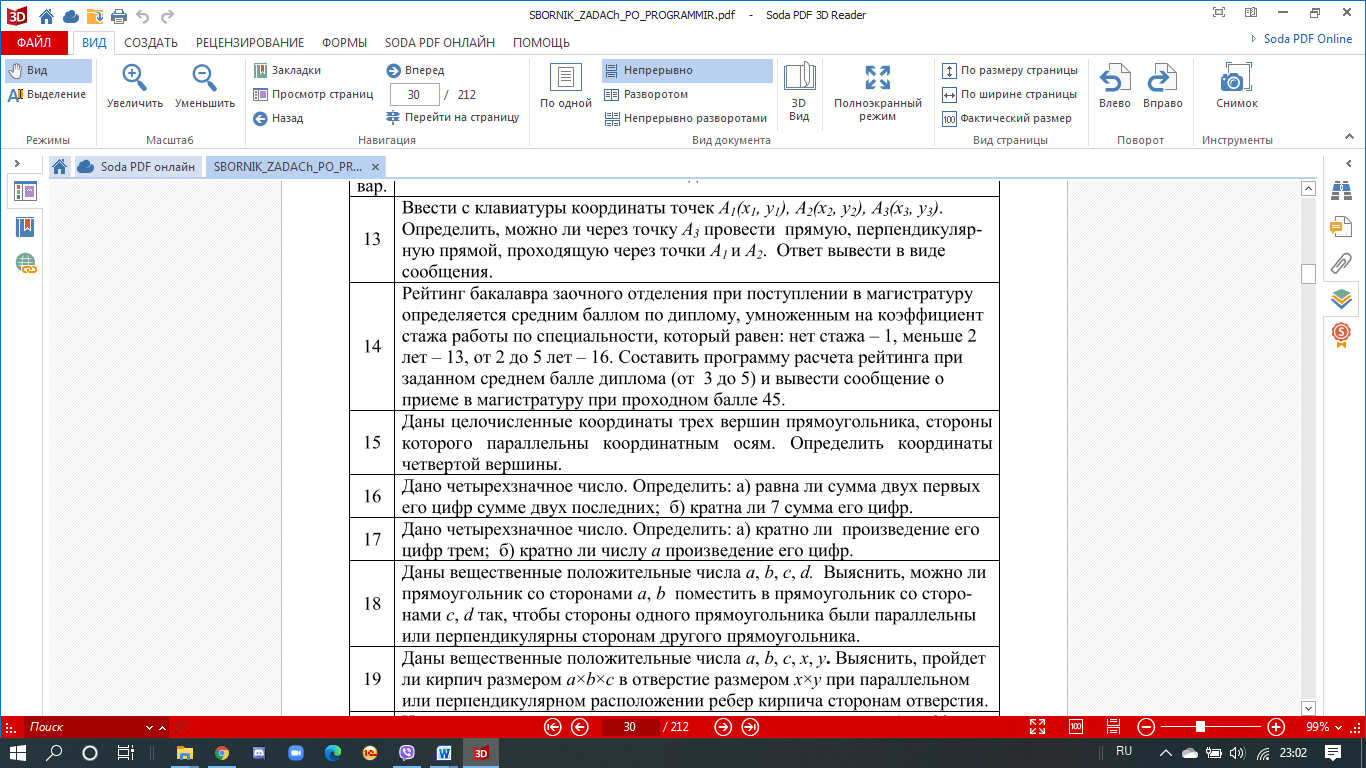 SBORNIK_ZADACh_PO_PROGRAMMIR.pdf - Soda PDF 3D Reader
ФАЙЛ ВИД СОЗДАТЬ РЕЦЕНЗИРОВАНИЕ ФОРМЫ SODA PDF ОНЛАЙН ПОМОЩЬ Soda PDF Online
Вид
Выделение
Режимы
Увеличить Уменьшить
Масштаб
Закладки
Просмотр страниц
Назад
Вперед
30 / 212
Перейти на страницу
Навигация
По одной
Непрерывно
Разворотом
Непрерывно разворотами
3D Вид
Вид документа
Полноэкранный режим
По размеру страницы
По ширине страницы
Фактический размер
Вид страницы
Влево Вправо
Поворот
Снимок
Инструменты
Soda PDF онлайн SBORNIK_ZADACh_PO_PR...
вар.
13
Ввести с клавиатуры координаты точек A1(x1, y1), A2(x2, y2), A3(x3, y3).
Определить, можно ли через точку A3 провести прямую, перпендикуляр-
ную прямой, проходящую через точки A1 и A2. Ответ вывести в виде
сообщения.
14
Рейтинг бакалавра заочного отделения при поступлении в магистратуру
определяется средним баллом по диплому, умноженным на коэффициент
стажа работы по специальности, который равен: нет стажа – 1, меньше 2
лет – 13, от 2 до 5 лет – 16. Составить программу расчета рейтинга при
заданном среднем балле диплома (от 3 до 5) и вывести сообщение о
приеме в магистратуру при проходном балле 45.
15
Даны целочисленные координаты трех вершин прямоугольника, стороны
которого параллельны координатным осям. Определить координаты
четвертой вершины.
16
Дано четырехзначное число. Определить: а) равна ли сумма двух первых
его цифр сумме двух последних; б) кратна ли 7 сумма его цифр.
17
Дано четырехзначное число. Определить: а) кратно ли произведение его
цифр трем; б) кратно ли числу a произведение его цифр.
18
Даны вещественные положительные числа a, b, c, d. Выяснить, можно ли
прямоугольник со сторонами a, b поместить в прямоугольник со сторо-
нами c, d так, чтобы стороны одного прямоугольника были параллельны
или перпендикулярны сторонам другого прямоугольника.
19
Даны вещественные положительные числа a, b, c, x, y. Выяснить, пройдет
ли кирпич размером a×b×c в отверстие размером x×y при параллельном
или перпендикулярном расположении ребер кирпича сторонам отверстия.
Поиск 30 / 212 99%
RU 23:02